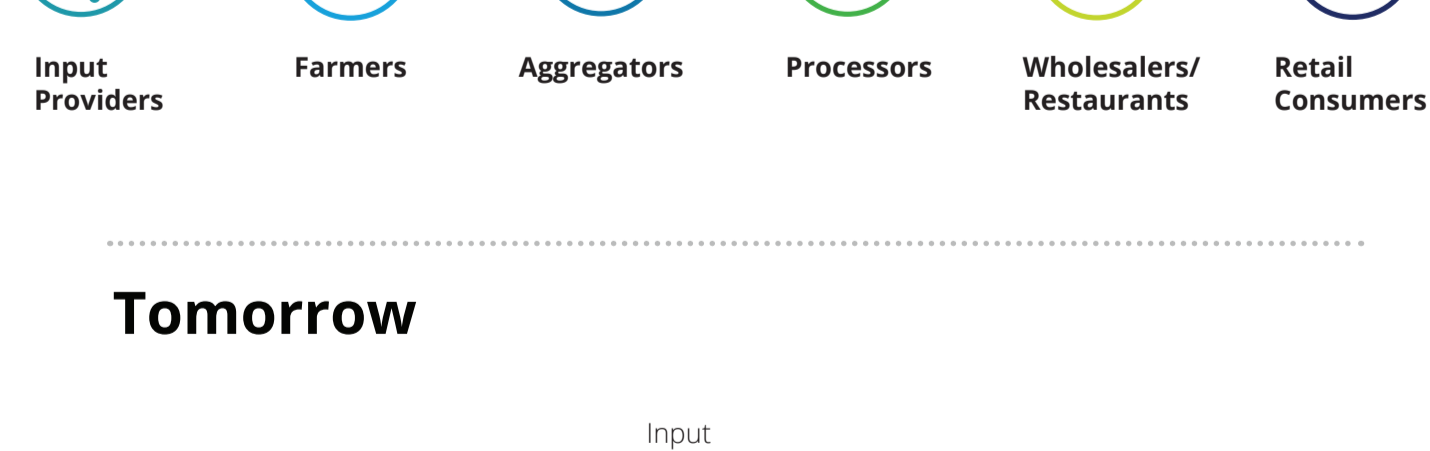 Input
Providers
Farmers
Aggregators
Processors
Wholesalers/
Restaurants
Retail
Consumers
Tomorrow
Input